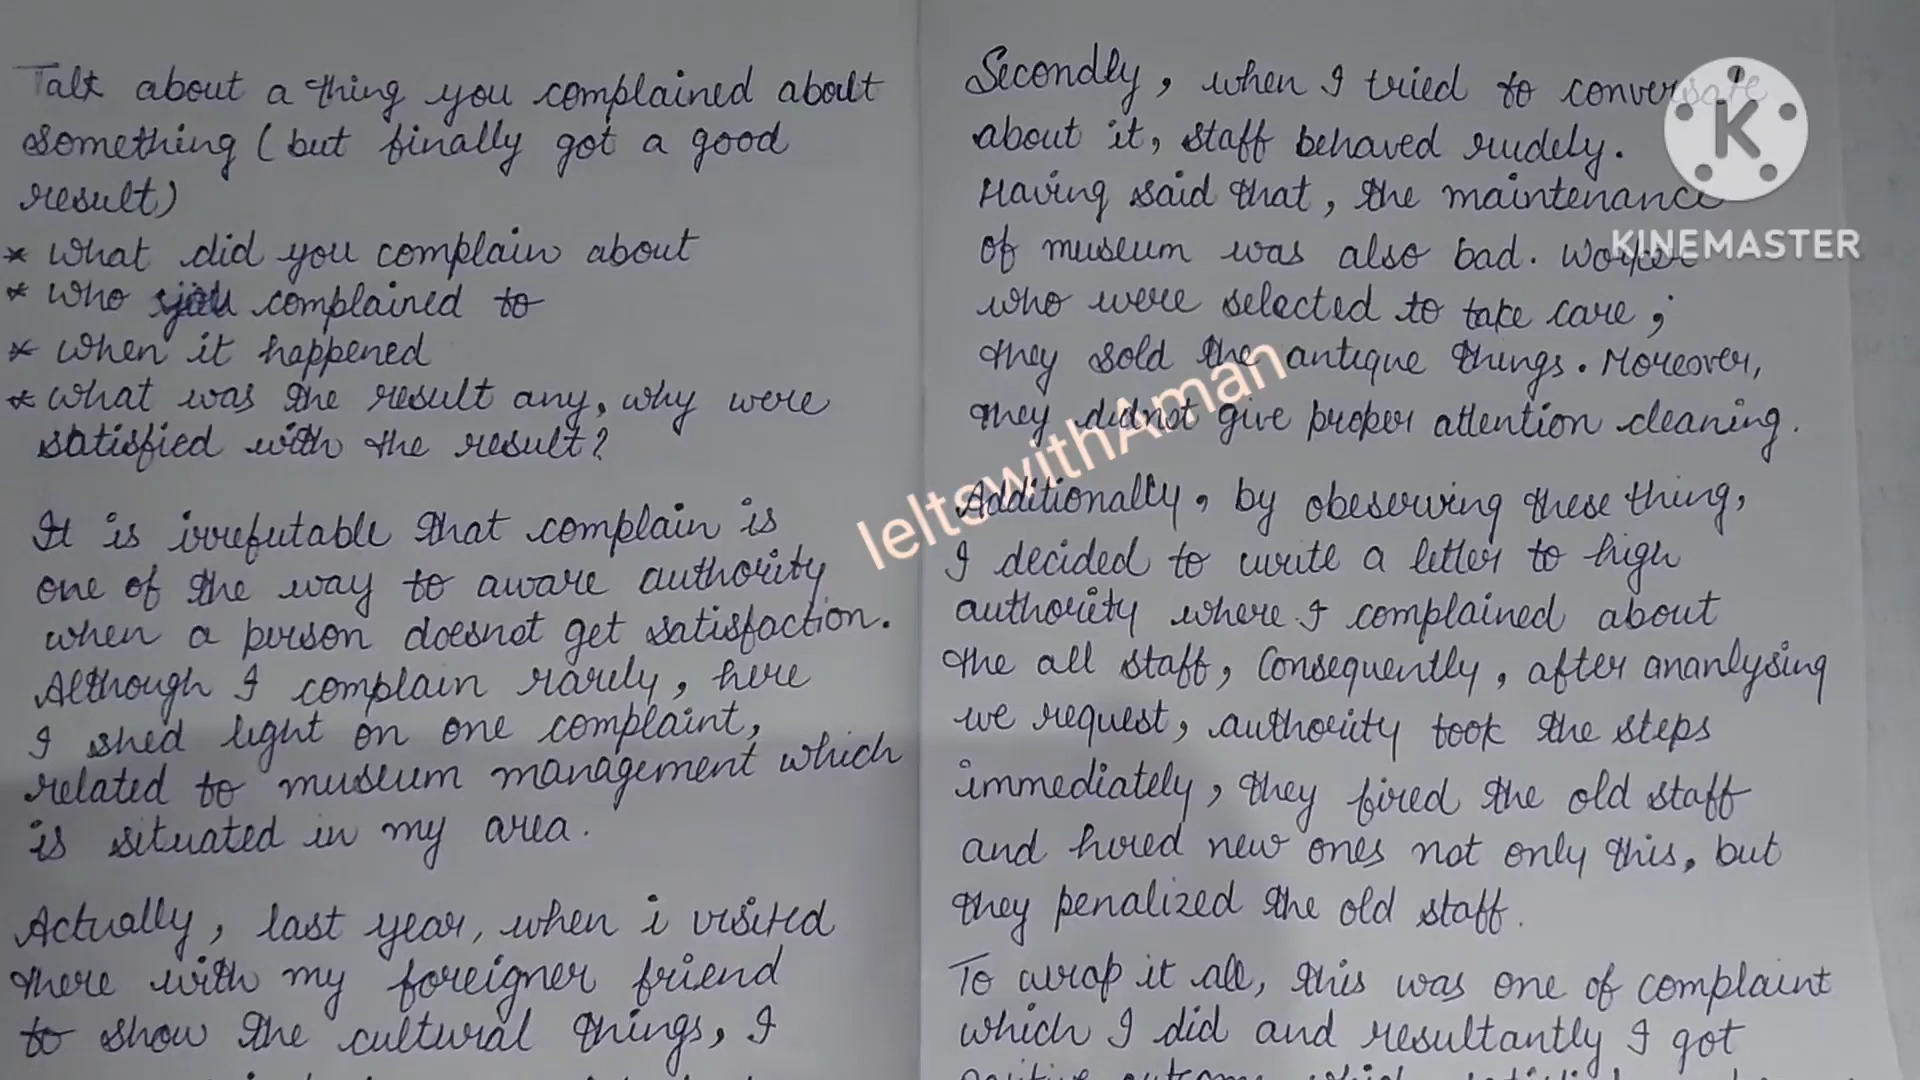 Talk about a thing you complained about
something (but finally got a good
result)
* what did you complain about
* who you complained to
* when it happened
* what was the result any, why were
satisfied with the result?
It is irrefutable that complain is
one of the way to aware authority
when a person doesnot get satisfaction.
Although I complain rarely, here
I shed light on one complaint,
related to museum management which
is situated in my area.
Actually, last year, when i visited
there with my foreigner friend
to show the cultural things, I
Secondly, when I tried to conversate
about it, staff behaved rudely.
Having said that, the maintenance
of museum was also bad.
who were selected to take care;
they sold the antique things. Moreover,
they didnot give proper attention cleaning.
Additionally, by obeserving these thing,
I decided to write a letter to high
authority where I complained about
the all staff, Consequently, after ananlysing
we request, authority took the steps
immediately, they fired the old staff
and hired new ones not only this, but
they penalized the old staff.
To wrap it all, this was one of complaint
which I did and resultantly I got
KINEMASTER
IeltswithAman